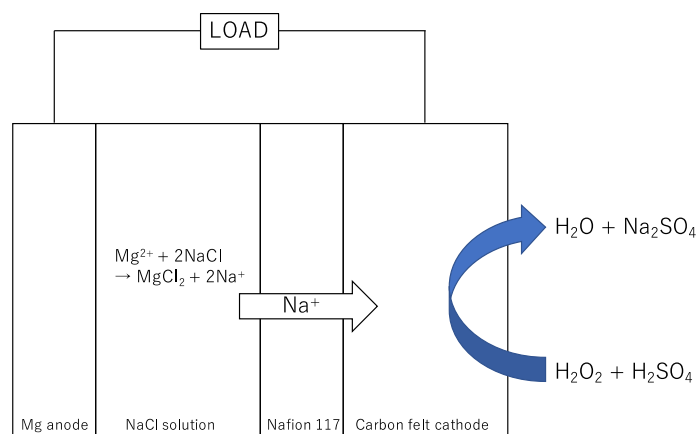 LOAD
H₂O + Na₂SO₄
Mg²⁺ + 2NaCl
→ MgCl₂ + 2Na⁺
Na⁺
H₂O₂ + H₂SO₄
Mg anode
NaCl solution
Nafion 117
Carbon felt cathode